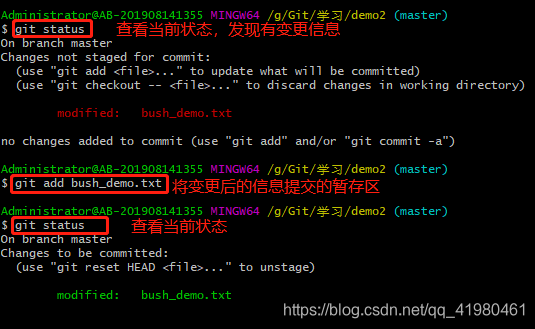 Administrator@AB-201908141355 MINGW64 /g/Git/学习/demo2 (master)
$ git status 查看当前状态，发现有变更信息
On branch master
Changes not staged for commit:
(use "git add <file>..." to update what will be committed)
(use "git checkout -- <file>..." to discard changes in working directory)
modified: bush_demo.txt
no changes added to commit (use "git add" and/or "git commit -a")
Administrator@AB-201908141355 MINGW64 /g/Git/学习/demo2 (master)
$ git add bush_demo.txt 将变更后的信息提交的暂存区
Administrator@AB-201908141355 MINGW64 /g/Git/学习/demo2 (master)
$ git status 查看当前状态
On branch master
Changes to be committed:
(use "git reset HEAD <file>..." to unstage)
modified: bush_demo.txt
https://blog.csdn.net/qq_41980461